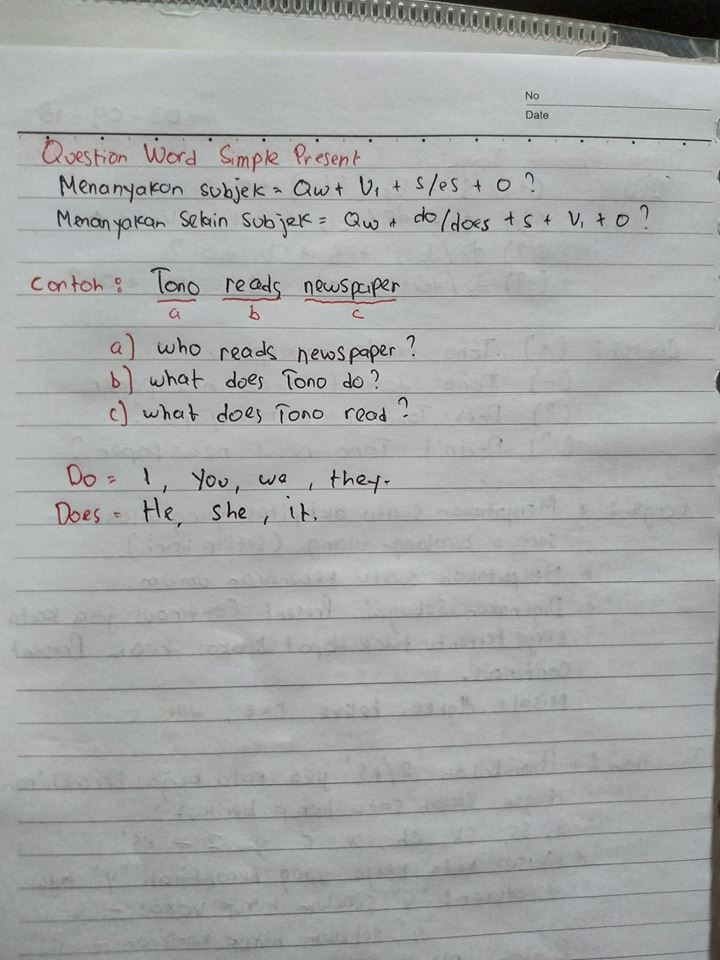 No
Date
Question Word Simple Present
Menanyakan subjek = Qw + V1 + s/es + O ?
Menanyakan selain subjek = Qw + do/does + s + V1 + O ?
Contoh : Tono reads newspaper
a b c
a) who reads newspaper ?
b) what does Tono do ?
c) what does Tono read ?
Do = I, you, we, they.
Does = He, she, it.